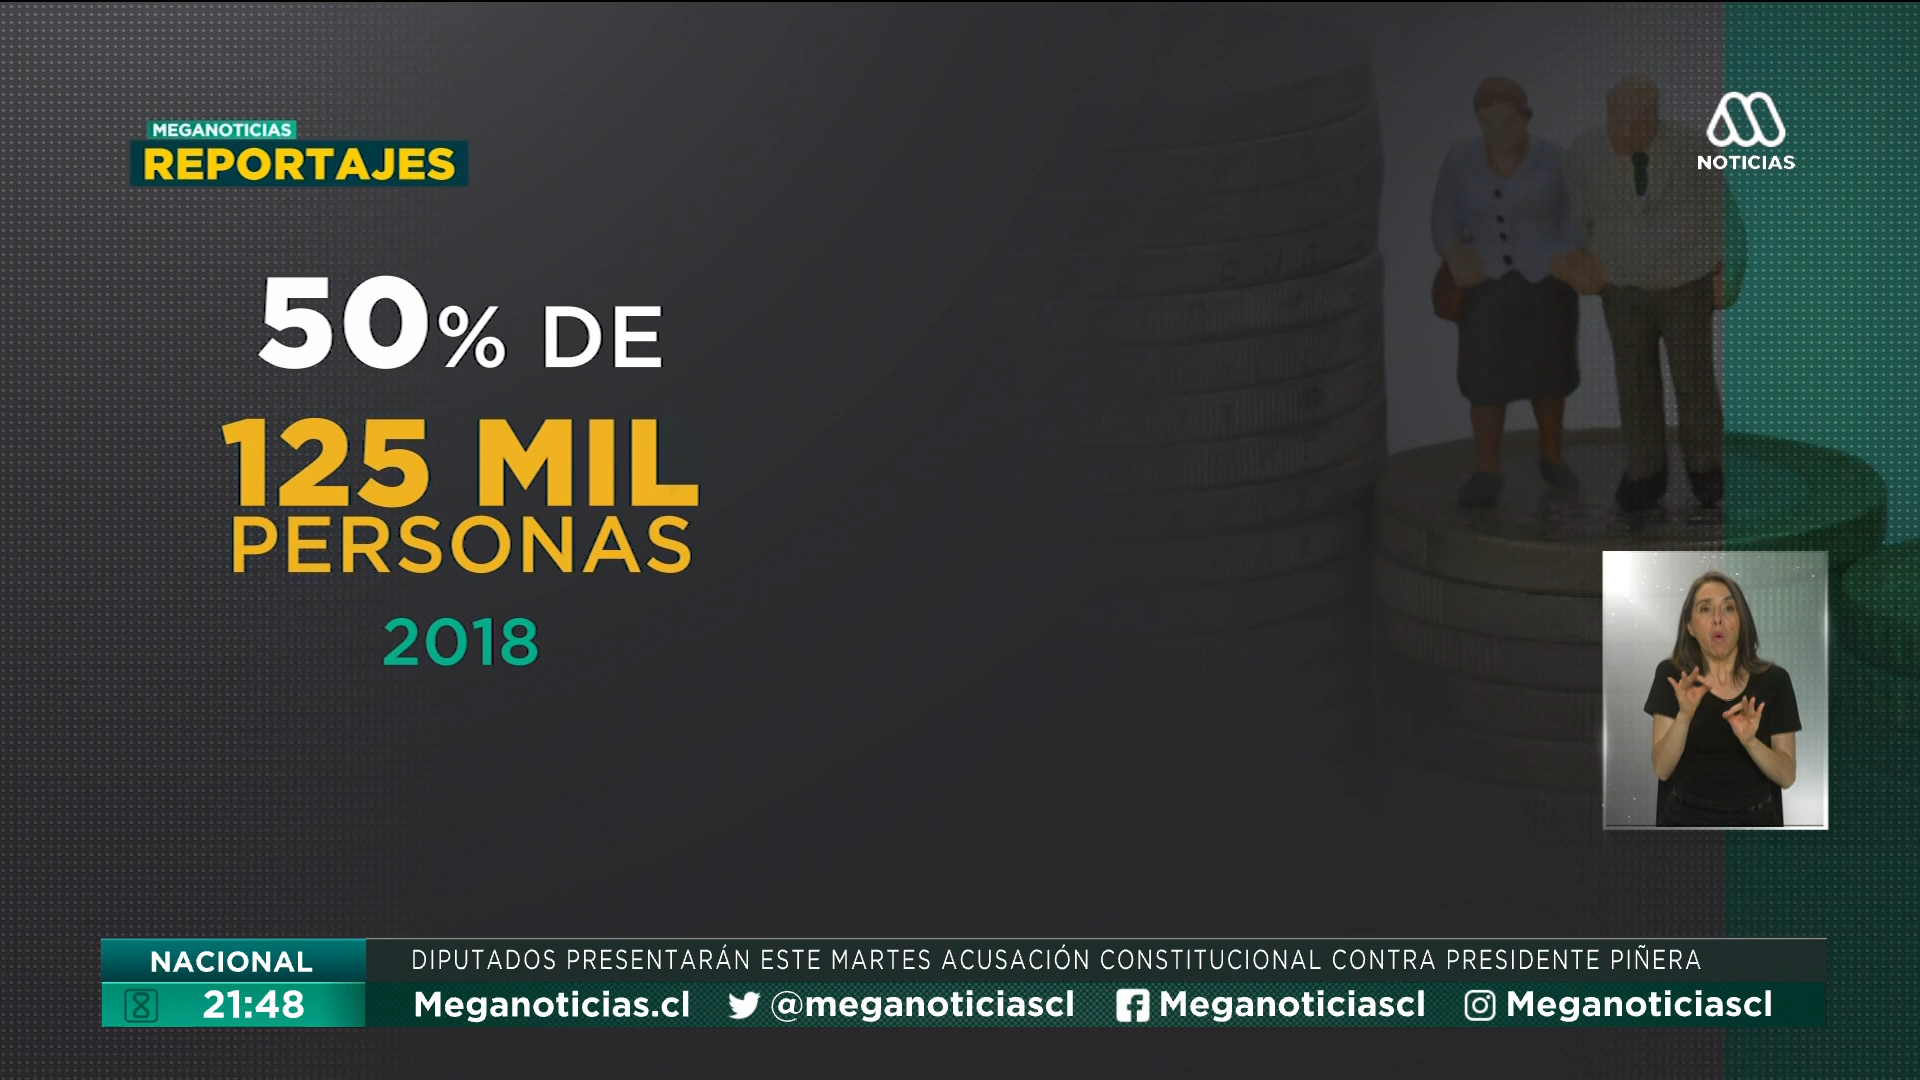 MEGANOTICIAS
REPORTAJES
NOTICIAS
50% DE
125 MIL
PERSONAS
2018
NACIONAL
DIPUTADOS PRESENTARÁN ESTE MARTES ACUSACIÓN CONSTITUCIONAL CONTRA PRESIDENTE PIÑERA
21:48
Meganoticias.cl @meganoticiascl Meganoticiascl Meganoticiascl